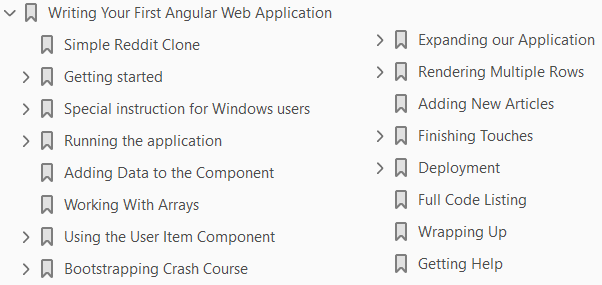 Writing Your First Angular Web Application
Simple Reddit Clone
Getting started
Special instruction for Windows users
Running the application
Adding Data to the Component
Working With Arrays
Using the User Item Component
Bootstrapping Crash Course
Expanding our Application
Rendering Multiple Rows
Adding New Articles
Finishing Touches
Deployment
Full Code Listing
Wrapping Up
Getting Help